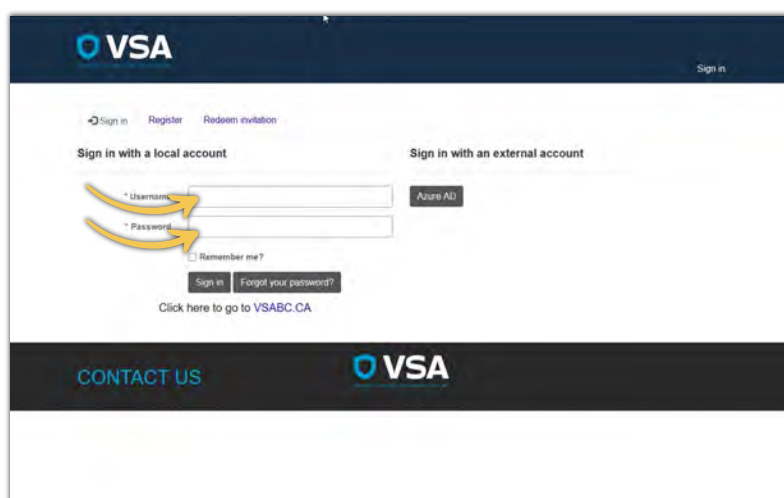 VSA
Sign in
Sign in Register Redeem invitation
Sign in with a local account
Sign in with an external account
* Username
Azure AD
* Password
Remember me?
Sign in Forgot your password?
Click here to go to VSABC.CA
CONTACT US
VSA